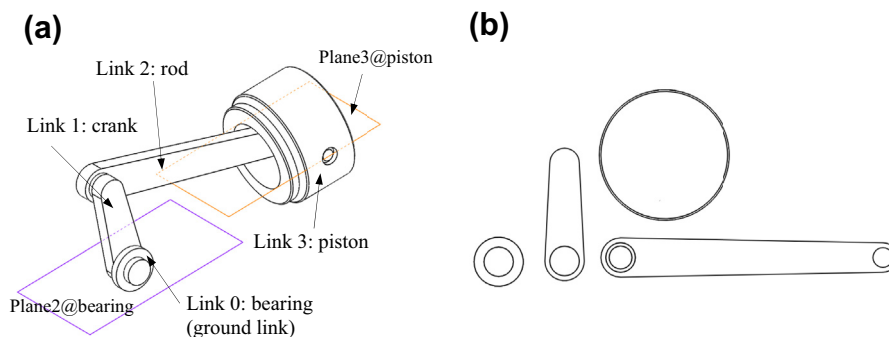 (a)
(b)
Plane3@piston
Link 2: rod
Link 1: crank
Link 3: piston
Plane2@bearing
Link 0: bearing
(ground link)